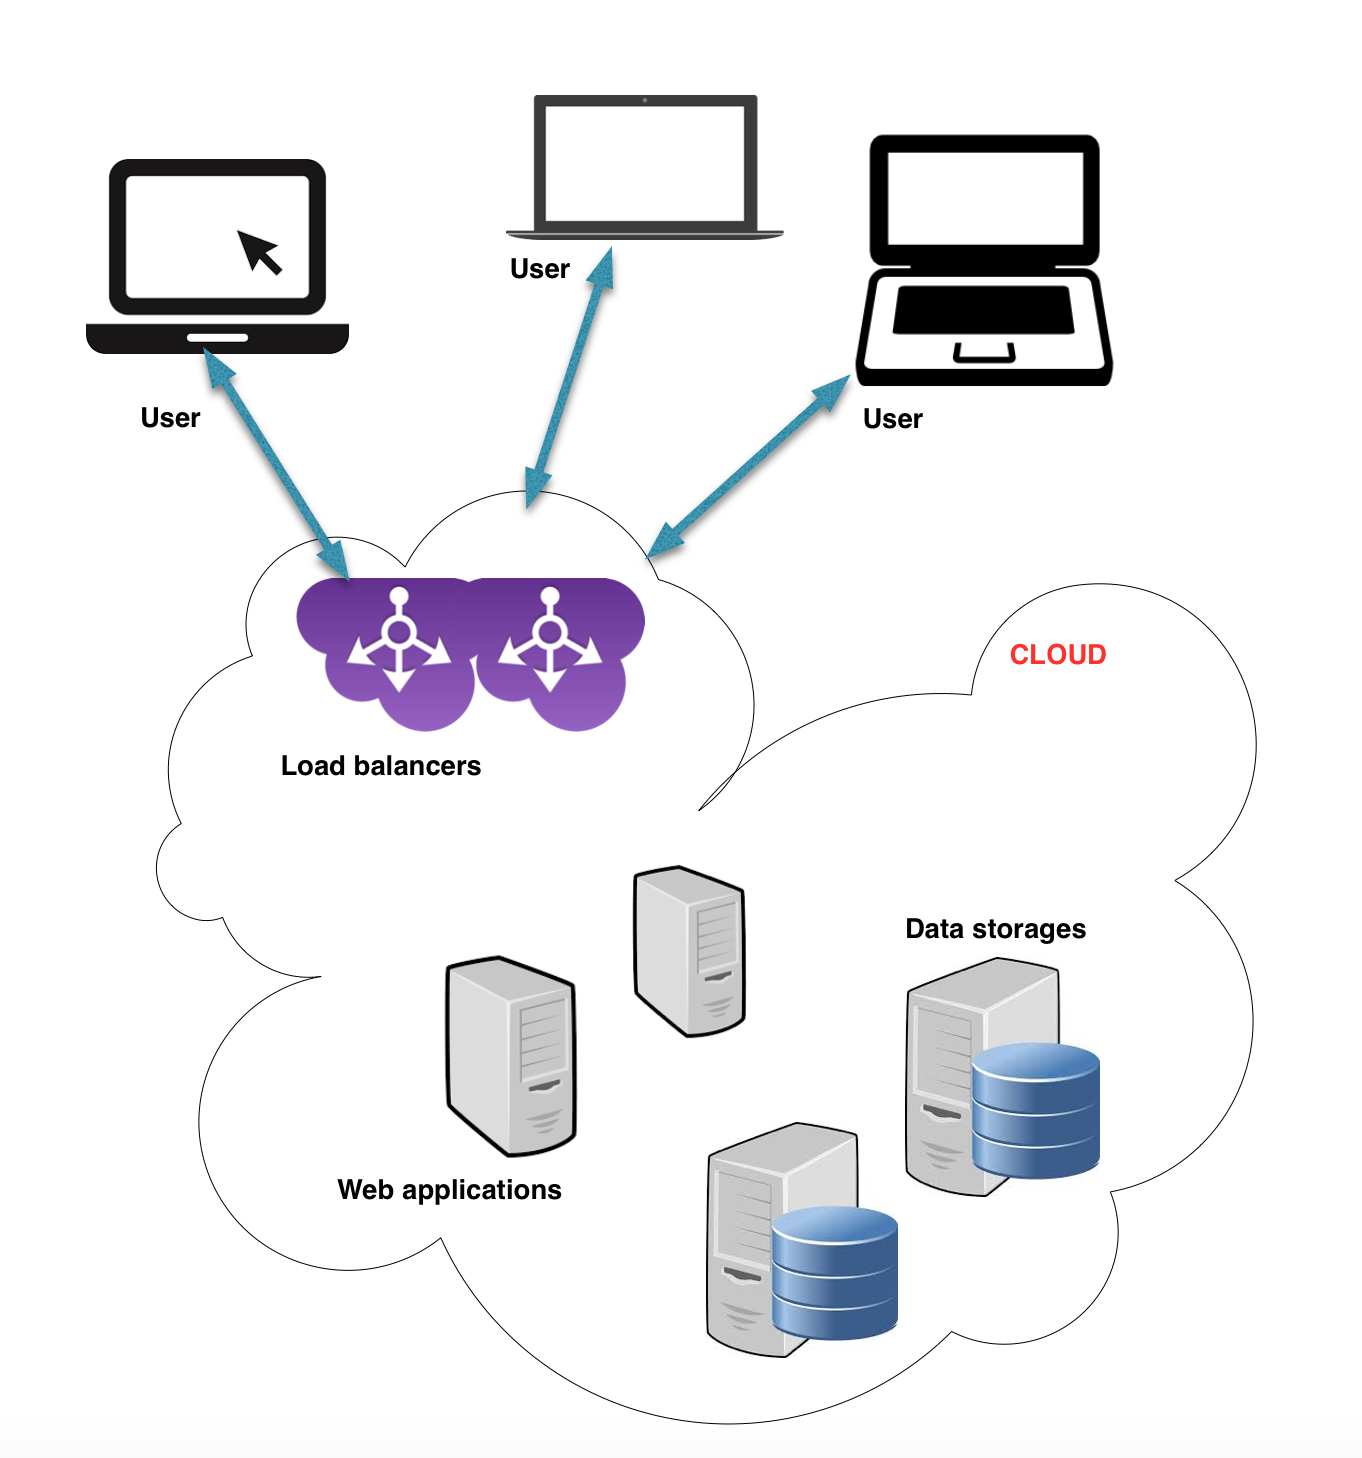 User
User
User
CLOUD
Load balancers
Data storages
Web applications